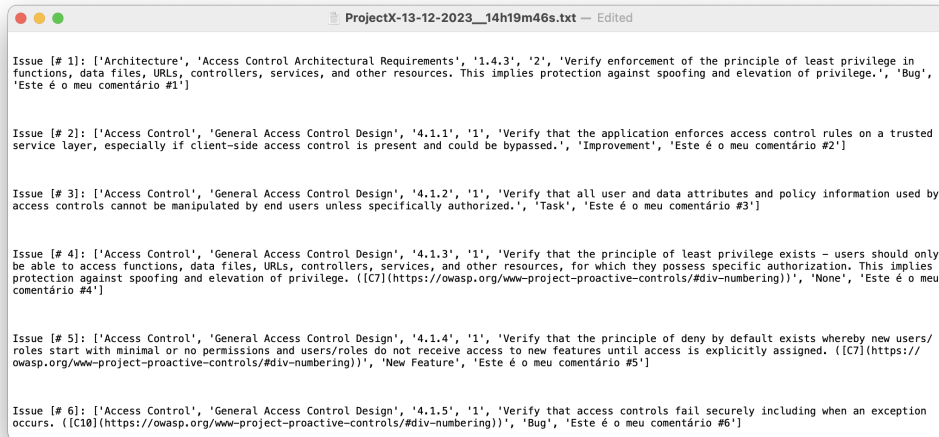 ProjectX-13-12-2023__14h19m46s.txt — Edited
Issue [# 1]: ['Architecture', 'Access Control Architectural Requirements', '1.4.3', '2', 'Verify enforcement of the principle of least privilege in
functions, data files, URLs, controllers, services, and other resources. This implies protection against spoofing and elevation of privilege.', 'Bug',
'Este é o meu comentário #1']
Issue [# 2]: ['Access Control', 'General Access Control Design', '4.1.1', '1', 'Verify that the application enforces access control rules on a trusted
service layer, especially if client-side access control is present and could be bypassed.', 'Improvement', 'Este é o meu comentário #2']
Issue [# 3]: ['Access Control', 'General Access Control Design', '4.1.2', '1', 'Verify that all user and data attributes and policy information used by
access controls cannot be manipulated by end users unless specifically authorized.', 'Task', 'Este é o meu comentário #3']
Issue [# 4]: ['Access Control', 'General Access Control Design', '4.1.3', '1', 'Verify that the principle of least privilege exists – users should only
be able to access functions, data files, URLs, controllers, services, and other resources, for which they possess specific authorization. This implies
protection against spoofing and elevation of privilege. ([C7](https://owasp.org/www-project-proactive-controls/#div-numbering))', 'None', 'Este é o meu
comentário #4']
Issue [# 5]: ['Access Control', 'General Access Control Design', '4.1.4', '1', 'Verify that the principle of deny by default exists whereby new users/
roles start with minimal or no permissions and users/roles do not receive access to new features until access is explicitly assigned. ([C7](https://
owasp.org/www-project-proactive-controls/#div-numbering))', 'New Feature', 'Este é o meu comentário #5']
Issue [# 6]: ['Access Control', 'General Access Control Design', '4.1.5', '1', 'Verify that access controls fail securely including when an exception
occurs. ([C10](https://owasp.org/www-project-proactive-controls/#div-numbering))', 'Bug', 'Este é o meu comentário #6']